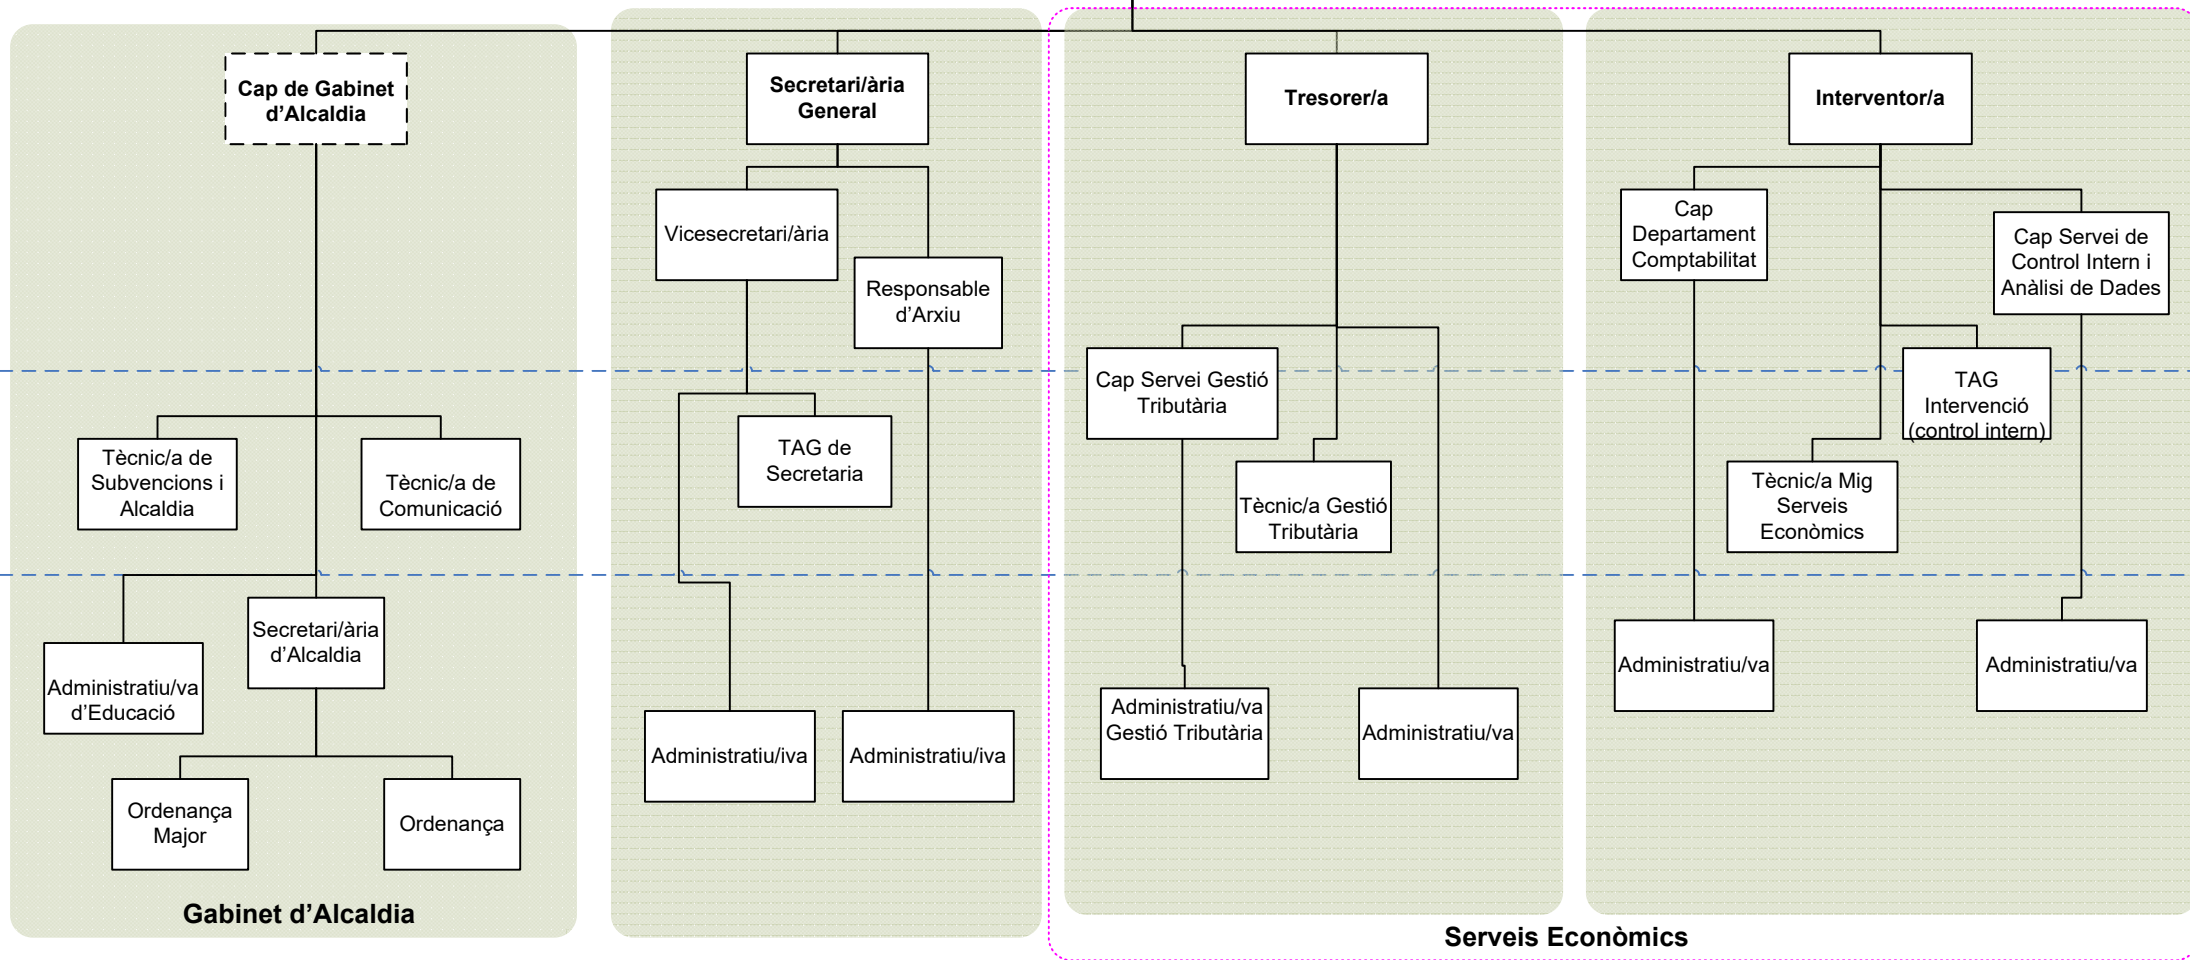 Cap de Gabinet
d’Alcaldia
Tècnic/a de
Subvencions i
Alcaldia
Tècnic/a de
Comunicació
Administratiu/va
d’Educació
Secretari/ària
d’Alcaldia
Ordenança
Major
Ordenança
Gabinet d’Alcaldia
Secretari/ària
General
Vicesecretari/ària
Responsable
d’Arxiu
TAG de
Secretaria
Administratiu/iva
Administratiu/iva
Tresorer/a
Cap Servei Gestió
Tributària
Tècnic/a Gestió
Tributària
Administratiu/va
Gestió Tributària
Administratiu/va
Interventor/a
Cap
Departament
Comptabilitat
Cap Servei de
Control Intern i
Anàlisi de Dades
TAG
Intervenció
(control intern)
Tècnic/a Mig
Serveis
Econòmics
Administratiu/va
Administratiu/va
Serveis Econòmics